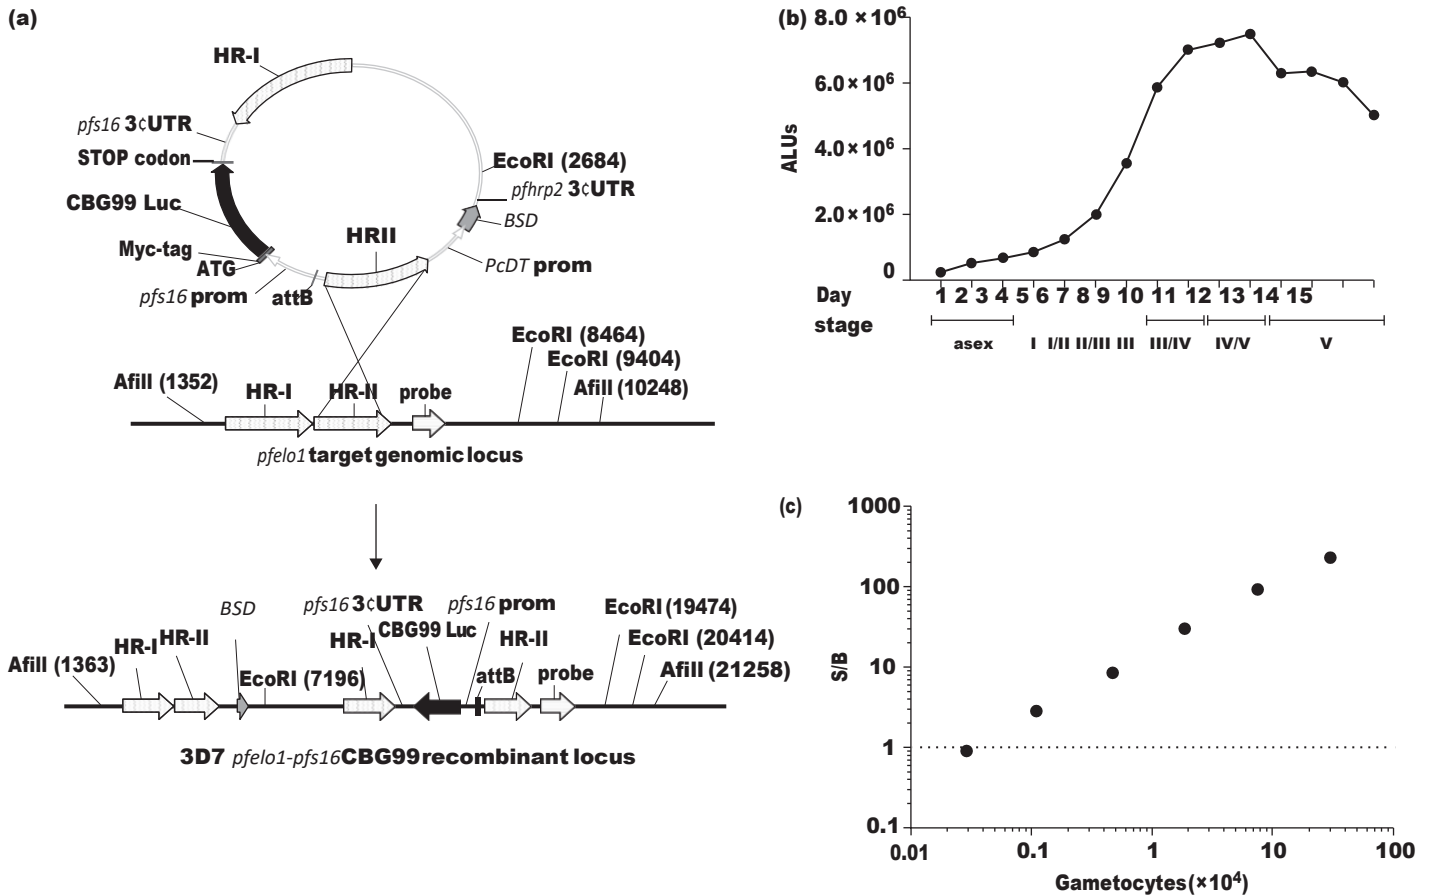 (a)
HR-I
pfs16 3¢UTR
STOP codon
CBG99 Luc
Myc-tag
ATG
pfs16 prom
attB
HRII
EcoRI (2684)
pfhrp2 3¢UTR
BSD
PcDT prom
EcoRI (8464)
EcoRI (9404)
AfiII (10248)
AfiII (1352)
HR-I
HR-II
probe
pfelo1 target genomic locus
BSD
pfs16 3¢UTR
pfs16 prom
EcoRI (19474)
HR-I
HR-II
HR-I
CBG99 Luc
HR-II
EcoRI (20414)
AfiII (1363)
EcoRI (7196)
attB
probe
AfiII (21258)
3D7 pfelo1-pfs16CBG99 recombinant locus
(b)
8.0 × 10⁶
6.0 × 10⁶
4.0 × 10⁶
2.0 × 10⁶
0
ALUs
Day 1 2 3 4 5 6 7 8 9 10 11 12 13 14 15
stage
asex I I/II II/III III III/IV IV/V V
(c)
1000
100
10
1
0.1
S/B
0.01 0.1 1 10 100
Gametocytes (×10⁴)